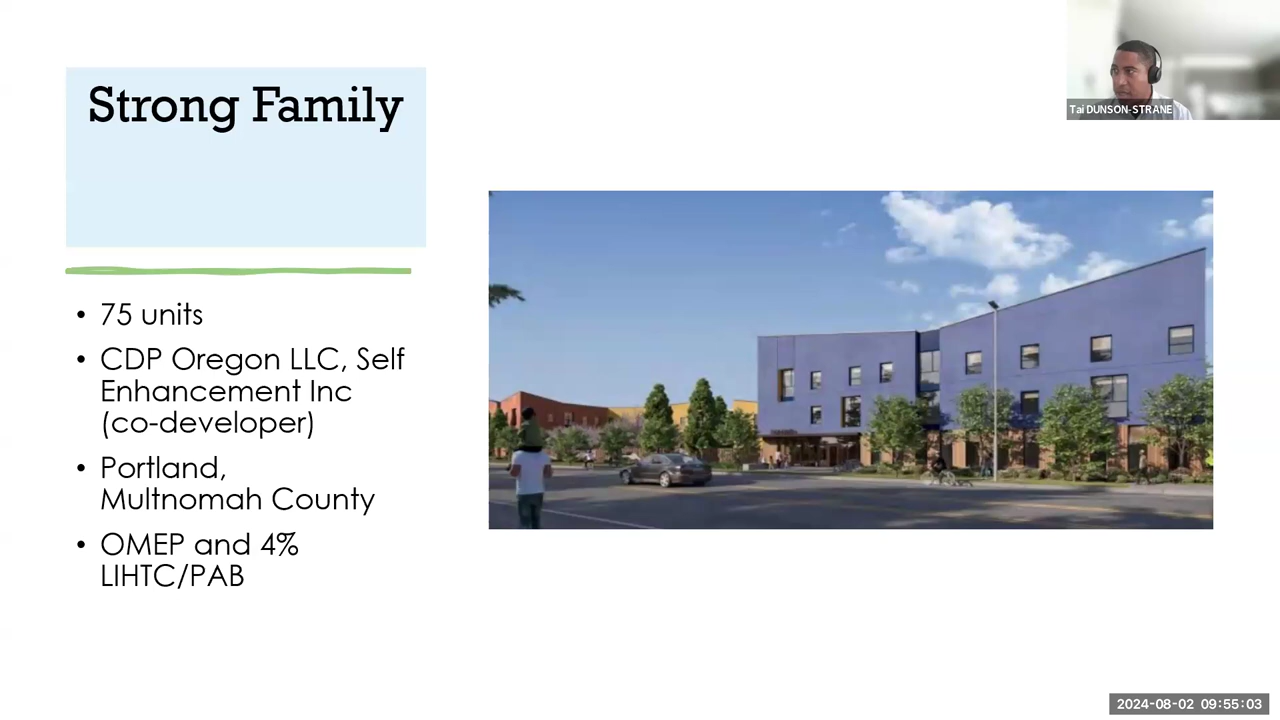 Strong Family
• 75 units
• CDP Oregon LLC, Self
Enhancement Inc
(co-developer)
• Portland,
Multnomah County
• OMEP and 4%
LIHTC/PAB
Tai DUNSON-STRANE
2024-08-02 09:55:03